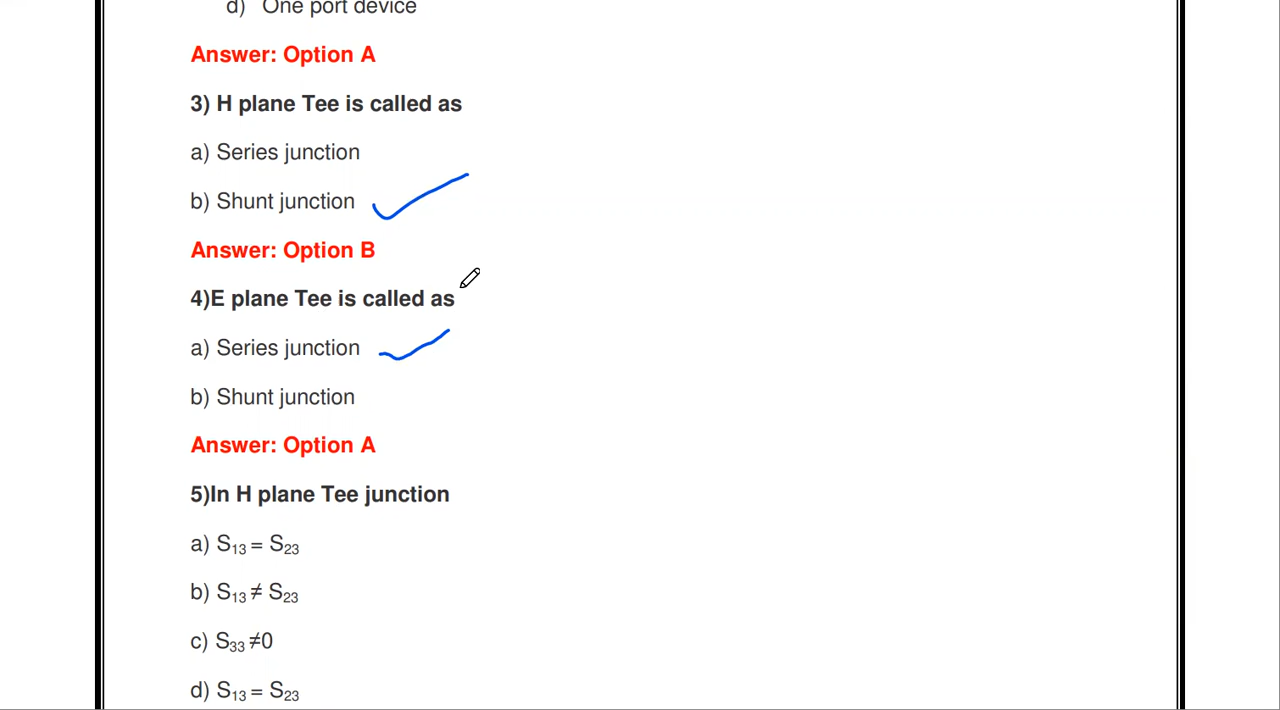 d) One port device
Answer: Option A
3) H plane Tee is called as
a) Series junction
b) Shunt junction
Answer: Option B
4)E plane Tee is called as
a) Series junction
b) Shunt junction
Answer: Option A
5)In H plane Tee junction
a) S₁₃ = S₂₃
b) S₁₃ ≠ S₂₃
c) S₃₃ ≠0
d) S₁₃ = S₂₃